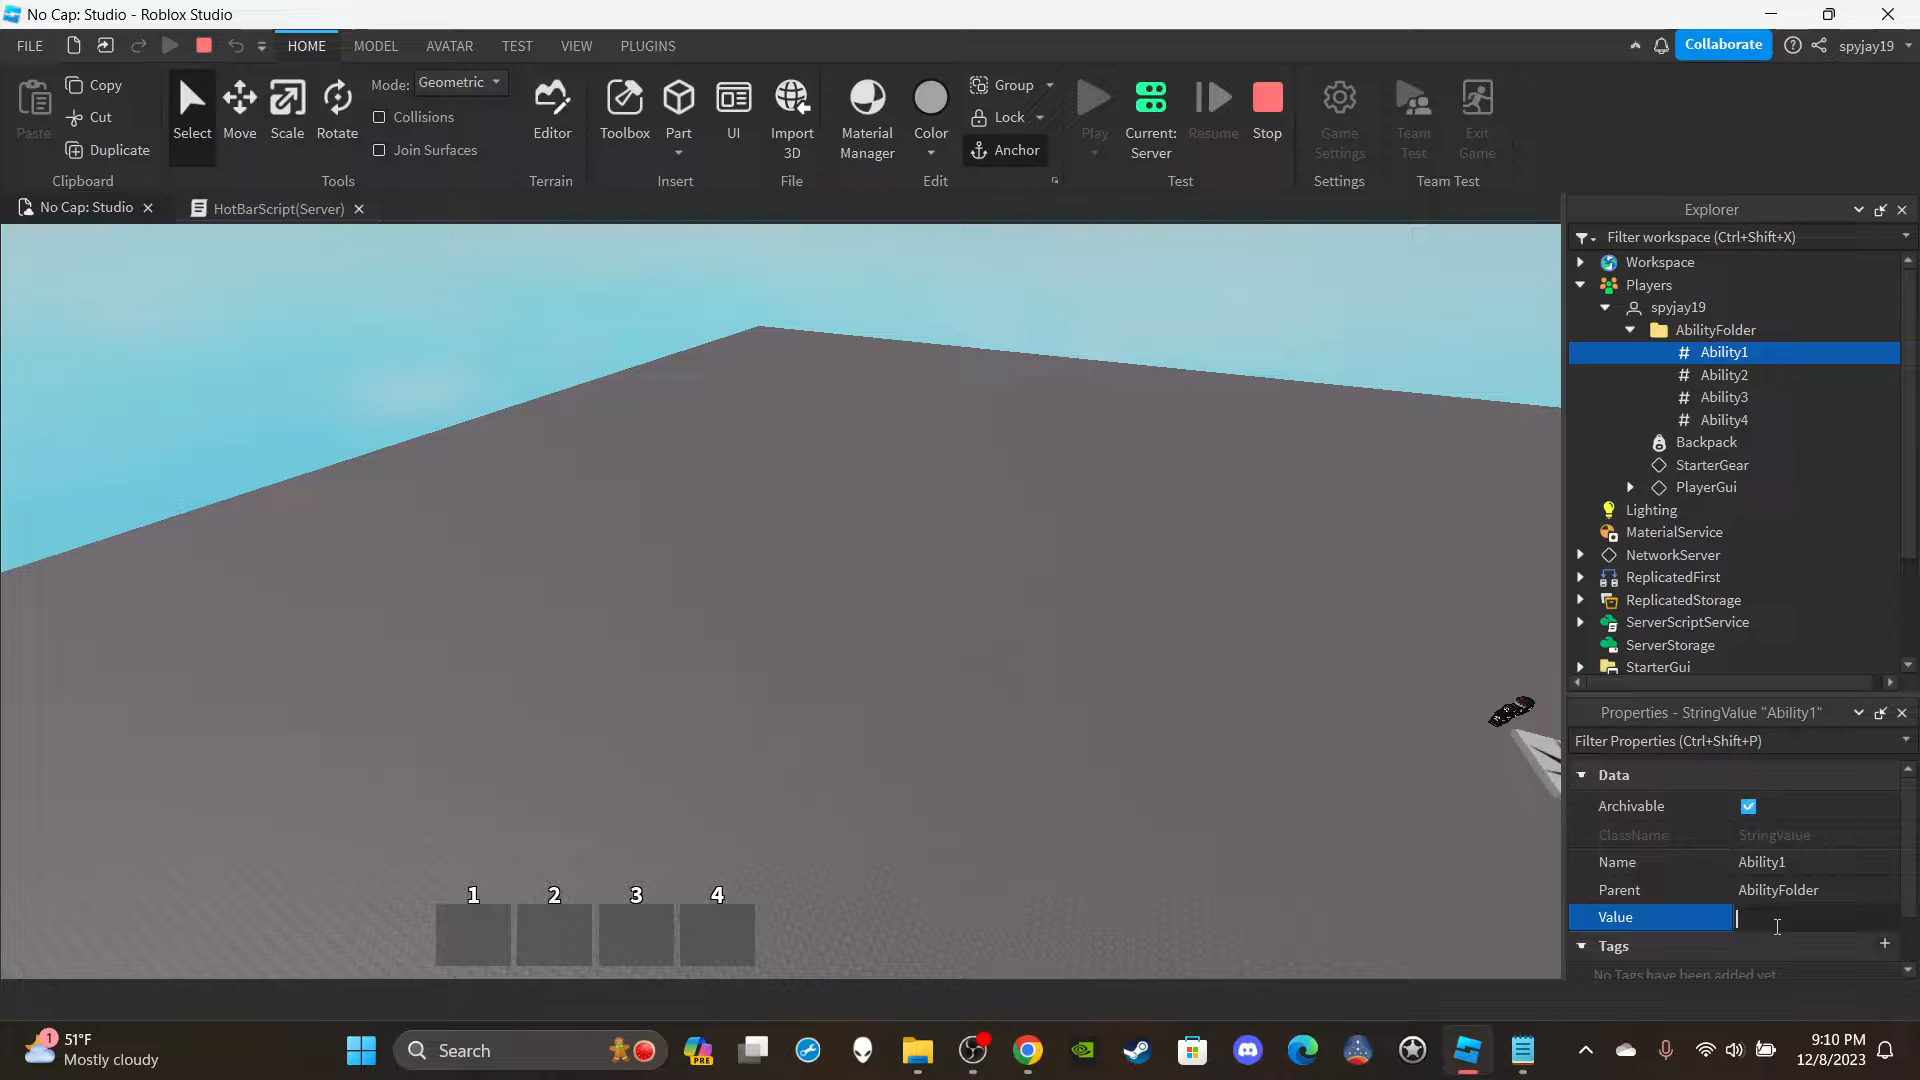 No Cap: Studio - Roblox Studio
FILE HOME MODEL AVATAR TEST VIEW PLUGINS Collaborate spyjay19
Paste Copy Cut Duplicate
Clipboard
Select Move Scale Rotate
Mode: Geometric
Collisions
Join Surfaces
Tools
Editor
Terrain
Toolbox Part UI
Insert
Import 3D
File
Material Manager
Color
Group
Lock
Anchor
Edit
Play
Current: Server
Resume
Stop
Test
Game Settings
Settings
Team Test
Exit Game
Team Test
No Cap: Studio
HotBarScript(Server)
1 2 3 4
Explorer
Filter workspace (Ctrl+Shift+X)
Workspace
Players
spyjay19
AbilityFolder
Ability1
Ability2
Ability3
Ability4
Backpack
StarterGear
PlayerGui
Lighting
MaterialService
NetworkServer
ReplicatedFirst
ReplicatedStorage
ServerScriptService
ServerStorage
StarterGui
Properties - StringValue "Ability1"
Filter Properties (Ctrl+Shift+P)
Data
Archivable
ClassName StringValue
Name Ability1
Parent AbilityFolder
Value
Tags
No Tags have been added yet
1
51°F
Mostly cloudy
Search
PRE
9:10 PM
12/8/2023